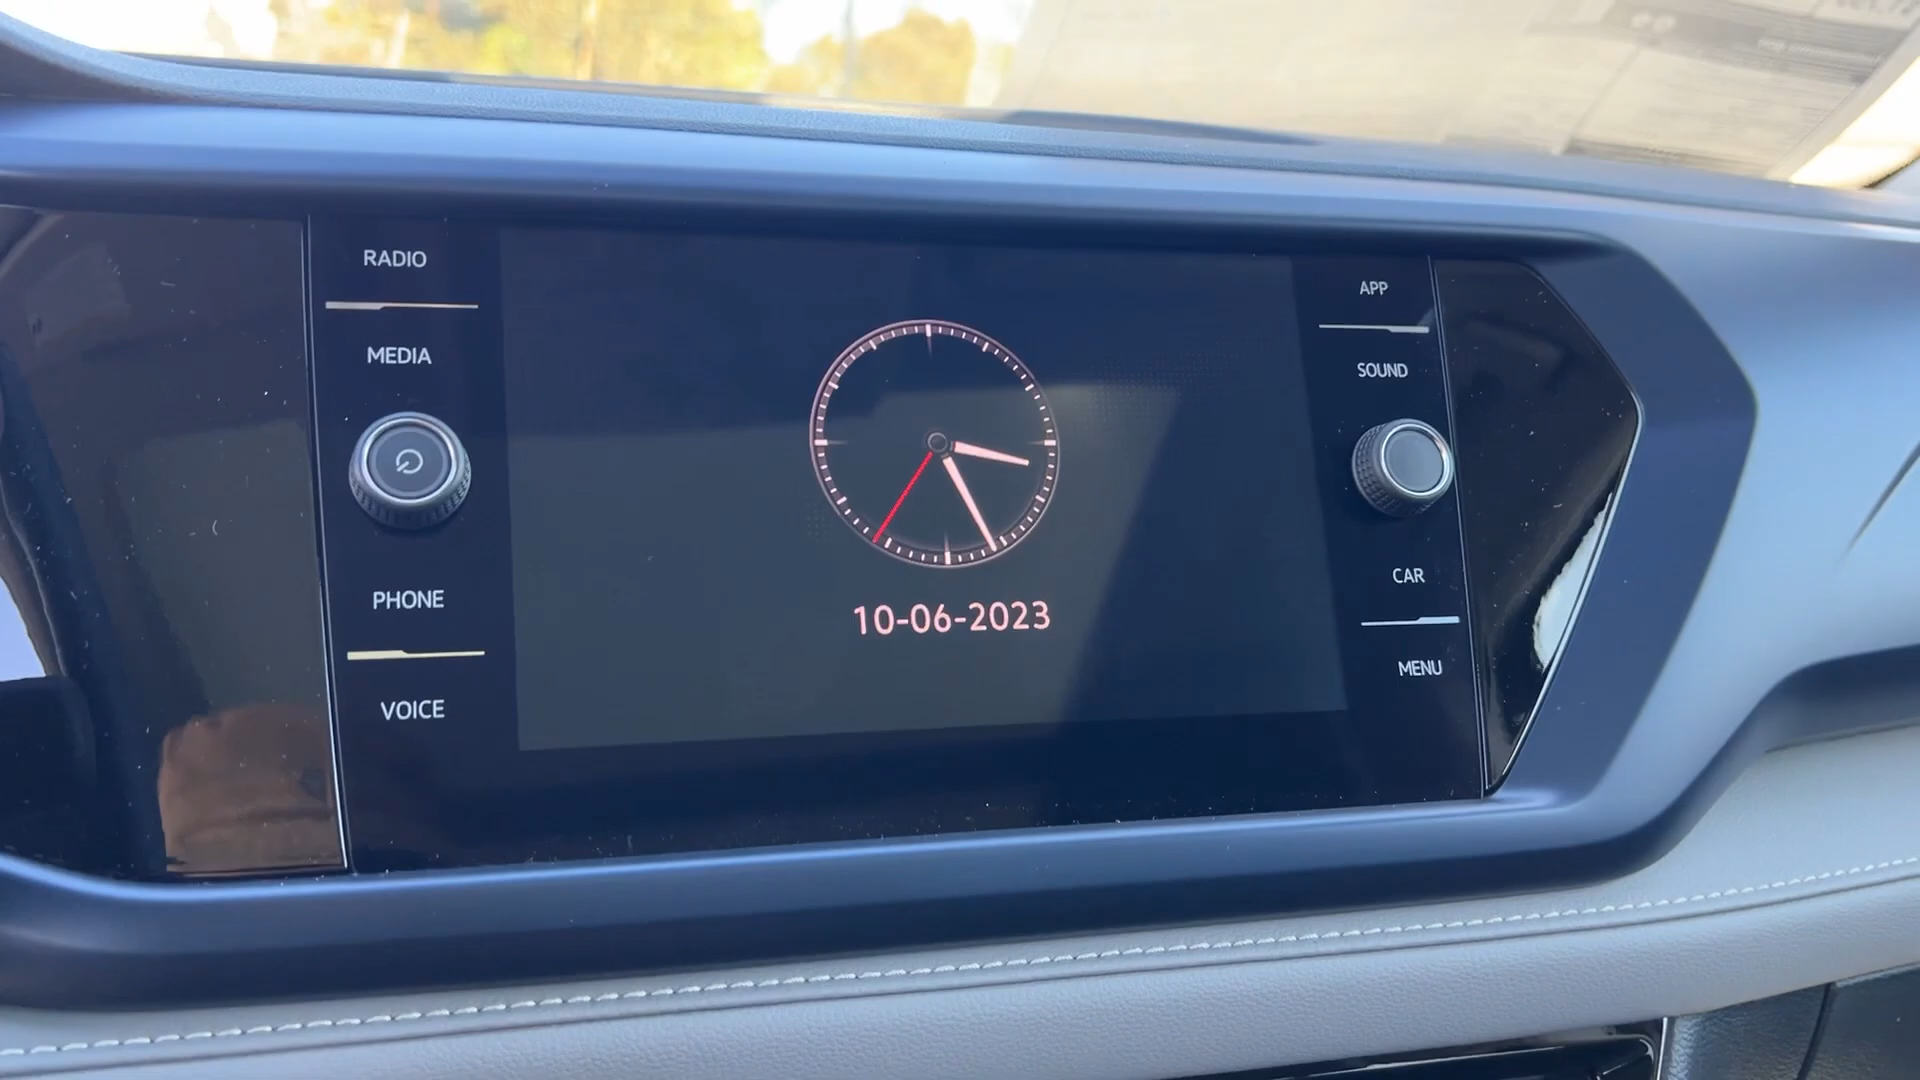 RADIO
MEDIA
PHONE
VOICE
10-06-2023
APP
SOUND
CAR
MENU